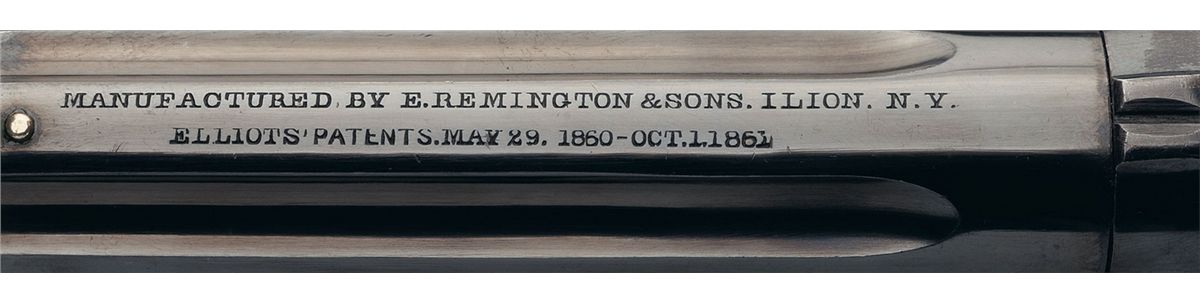 MANUFACTURED BY E.REMINGTON &SONS. ILION. N.Y.
ELLIOTS' PATENTS.MAY 29. 1860-OCT.1.1861